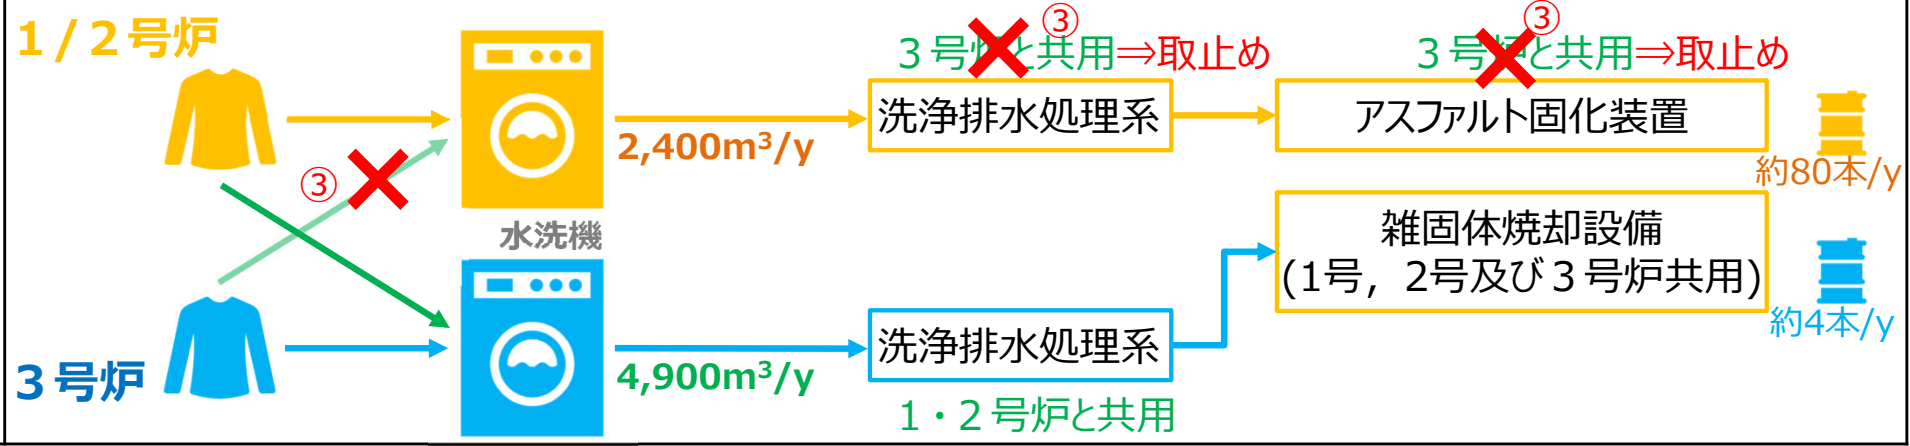 1/2号炉
③
③
3号炉と共用⇒取止め
3号炉と共用⇒取止め
洗浄排水処理系
アスファルト固化装置
2,400m³/y
約80本/y
③
水洗機
雑固体焼却設備
(1号，2号及び3号炉共用)
約4本/y
3号炉
洗浄排水処理系
4,900m³/y
1・2号炉と共用